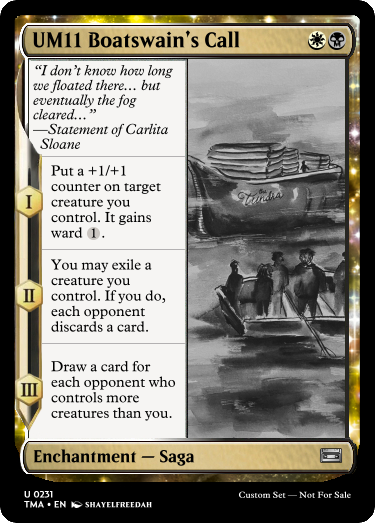 UM11 Boatswain's Call
“I don't know how long
we floated there... but
eventually the fog
cleared...”
—Statement of Carlita
Sloane
I
Put a +1/+1
counter on target
creature you
control. It gains
ward 1.
II
You may exile a
creature you
control. If you do,
each opponent
discards a card.
III
Draw a card for
each opponent who
controls more
creatures than you.
the
Tundra
Enchantment — Saga
U 0231
TMA • EN SHAYELFREEDAH
Custom Set — Not For Sale